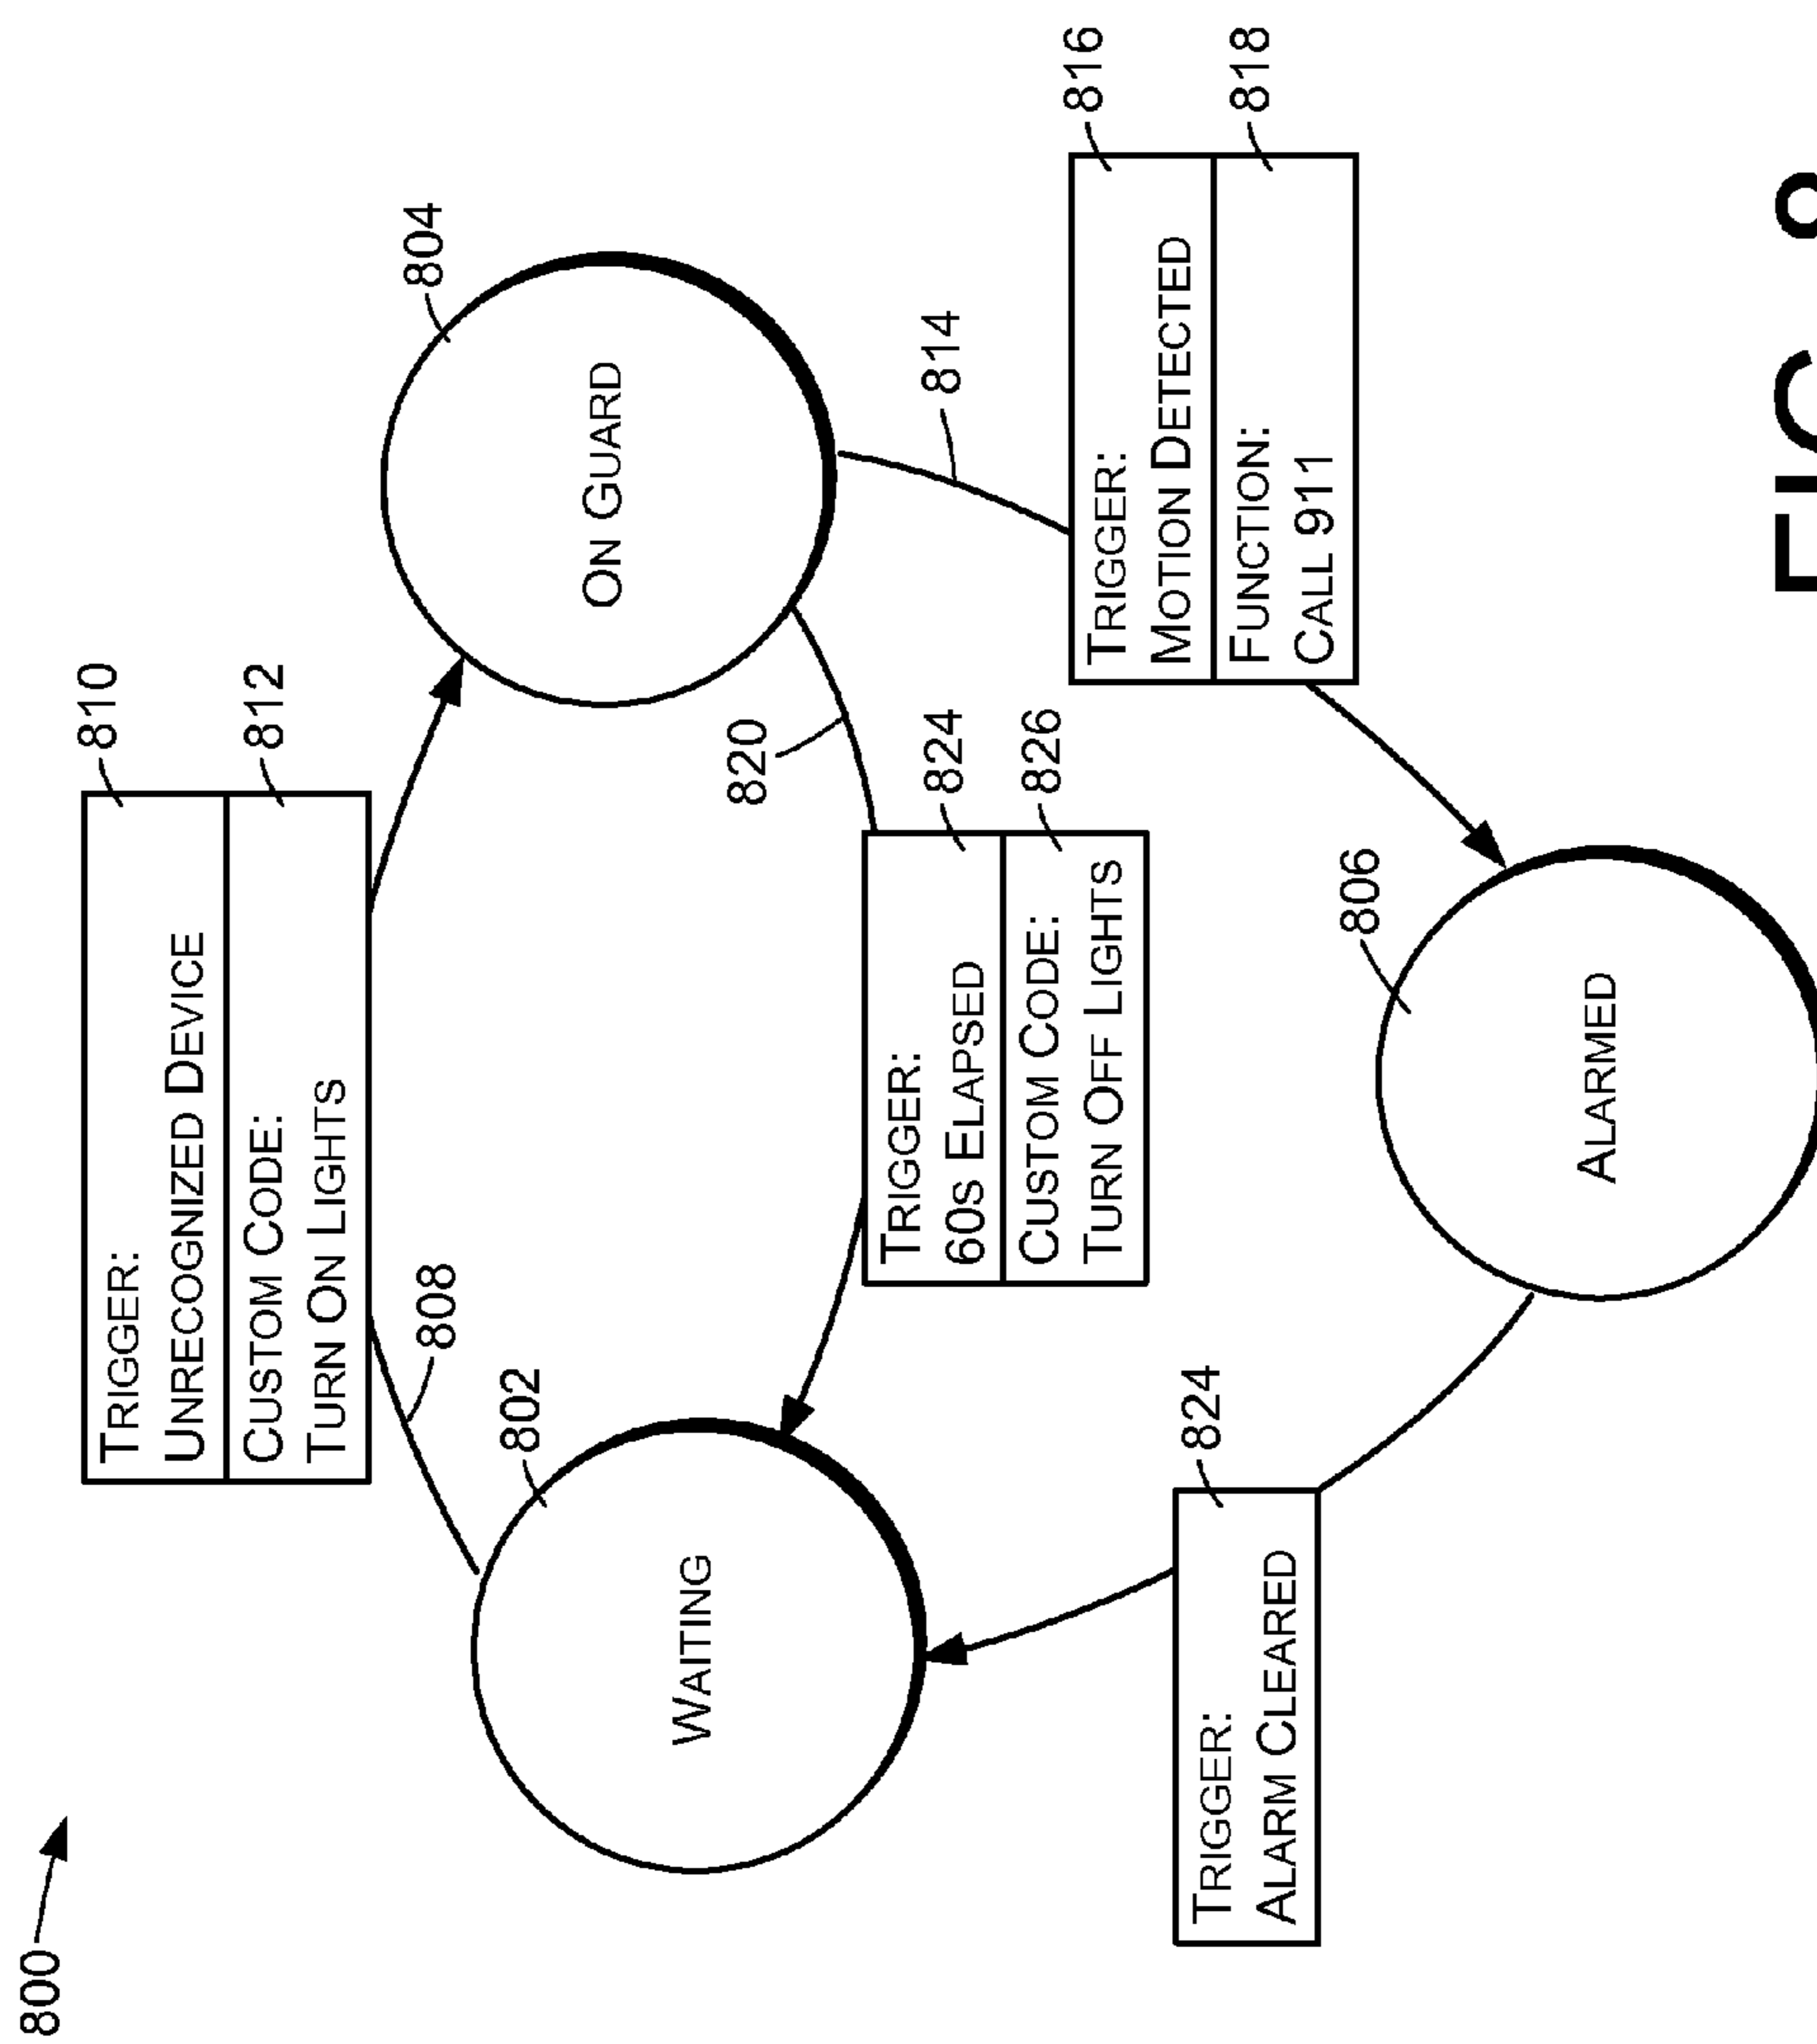 800
TRIGGER:
UNRECOGNIZED DEVICE
810
CUSTOM CODE:
TURN ON LIGHTS
812
808
804
802
ON GUARD
WAITING
820
814
TRIGGER:
60S ELAPSED
824
CUSTOM CODE:
TURN OFF LIGHTS
826
TRIGGER:
MOTION DETECTED
816
FUNCTION:
CALL 911
818
TRIGGER:
ALARM CLEARED
824
806
ALARMED